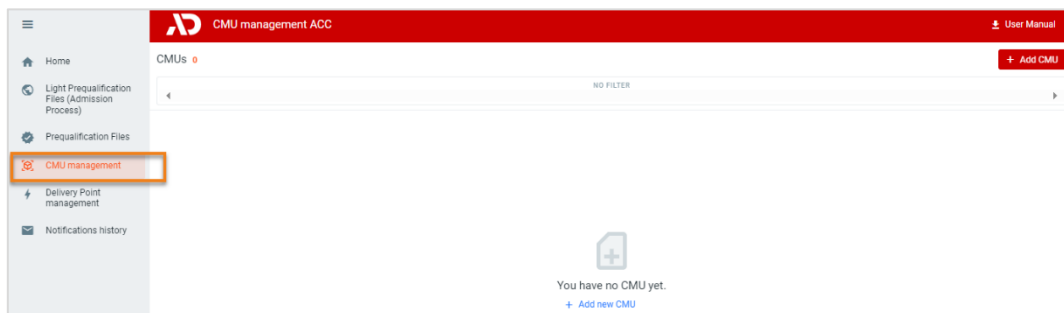 CMU management ACC
User Manual
Home
Light Prequalification
Files (Admission
Process)
Prequalification Files
CMU management
Delivery Point
management
Notifications history
CMUs 0
+ Add CMU
NO FILTER
You have no CMU yet.
+ Add new CMU